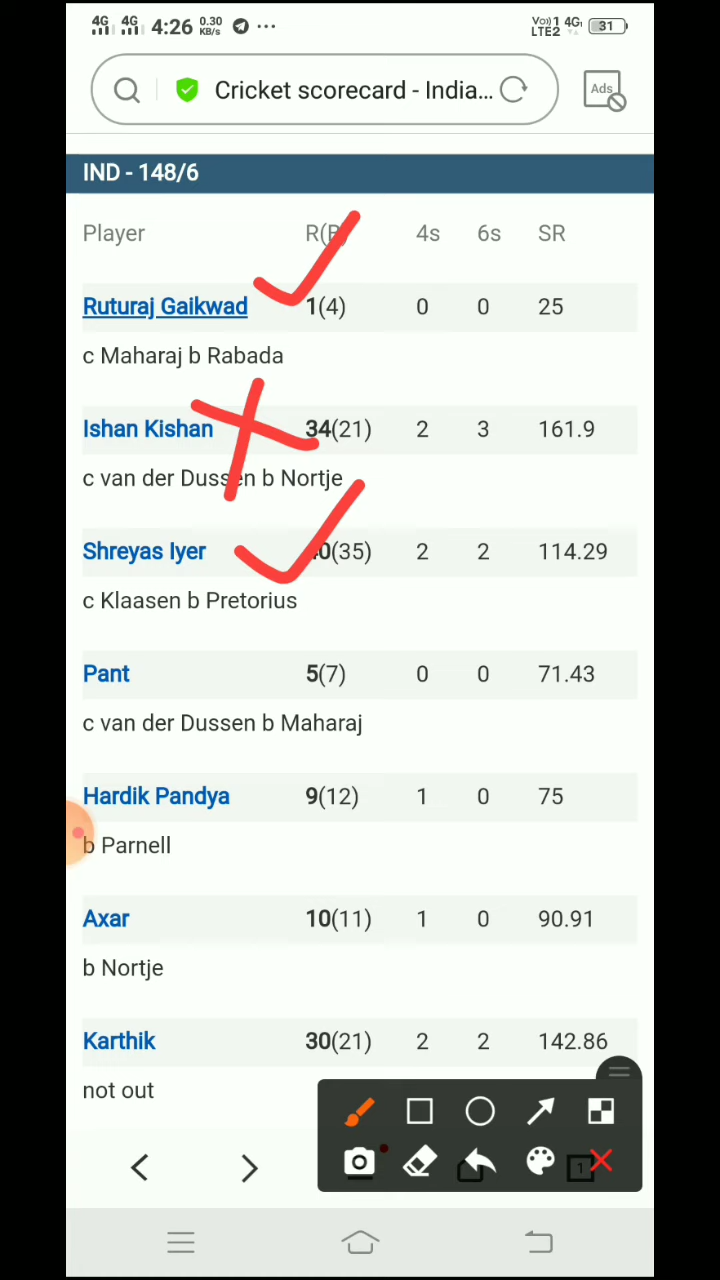 4G 4G 4:26 0.30 KB/s ... Vo)) 1 4G LTE2 31
Cricket scorecard - India... Ads
IND - 148/6
Player 4s 6s SR
Ruturaj Gaikwad 1(4) 0 0 25
c Maharaj b Rabada
Ishan Kishan 34(21) 2 3 161.9
c van der Dussen b Nortje
Shreyas Iyer 40(35) 2 2 114.29
c Klaasen b Pretorius
Pant 5(7) 0 0 71.43
c van der Dussen b Maharaj
Hardik Pandya 9(12) 1 0 75
b Parnell
Axar 10(11) 1 0 90.91
b Nortje
Karthik 30(21) 2 2 142.86
not out
1